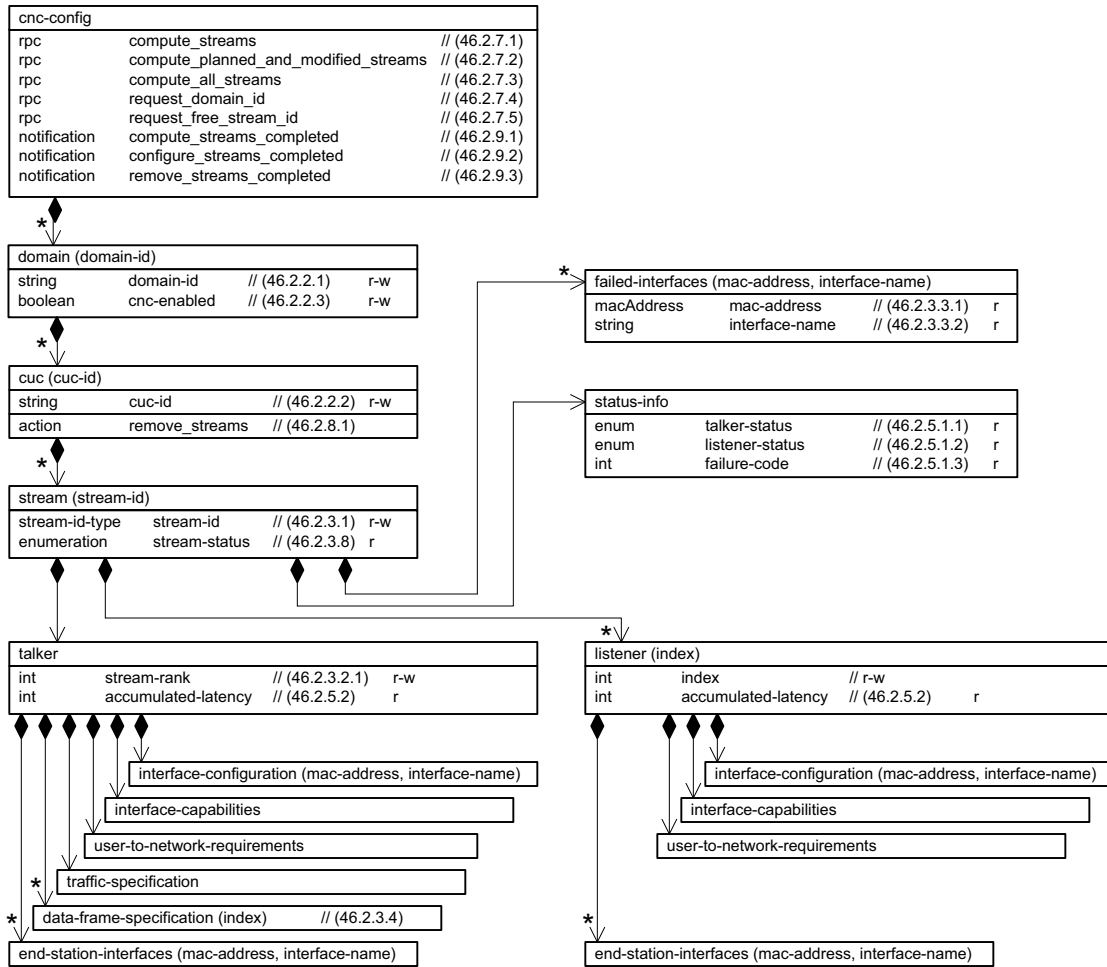 cnc-config
rpc compute_streams // (46.2.7.1)
rpc compute_planned_and_modified_streams // (46.2.7.2)
rpc compute_all_streams // (46.2.7.3)
rpc request_domain_id // (46.2.7.4)
rpc request_free_stream_id // (46.2.7.5)
notification compute_streams_completed // (46.2.9.1)
notification configure_streams_completed // (46.2.9.2)
notification remove_streams_completed // (46.2.9.3)
*
domain (domain-id)
string domain-id // (46.2.2.1) r-w
boolean cnc-enabled // (46.2.2.3) r-w
*
failed-interfaces (mac-address, interface-name)
macAddress mac-address // (46.2.3.3.1) r
string interface-name // (46.2.3.3.2) r
*
cuc (cuc-id)
string cuc-id // (46.2.2.2) r-w
action remove_streams // (46.2.8.1)
status-info
enum talker-status // (46.2.5.1.1) r
enum listener-status // (46.2.5.1.2) r
int failure-code // (46.2.5.1.3) r
*
stream (stream-id)
stream-id-type stream-id // (46.2.3.1) r-w
enumeration stream-status // (46.2.3.8) r
talker
int stream-rank // (46.2.3.2.1) r-w
int accumulated-latency // (46.2.5.2) r
interface-configuration (mac-address, interface-name)
interface-capabilities
user-to-network-requirements
traffic-specification
*
data-frame-specification (index) // (46.2.3.4)
*
end-station-interfaces (mac-address, interface-name)
*
listener (index)
int index // r-w
int accumulated-latency // (46.2.5.2) r
interface-configuration (mac-address, interface-name)
interface-capabilities
user-to-network-requirements
*
end-station-interfaces (mac-address, interface-name)